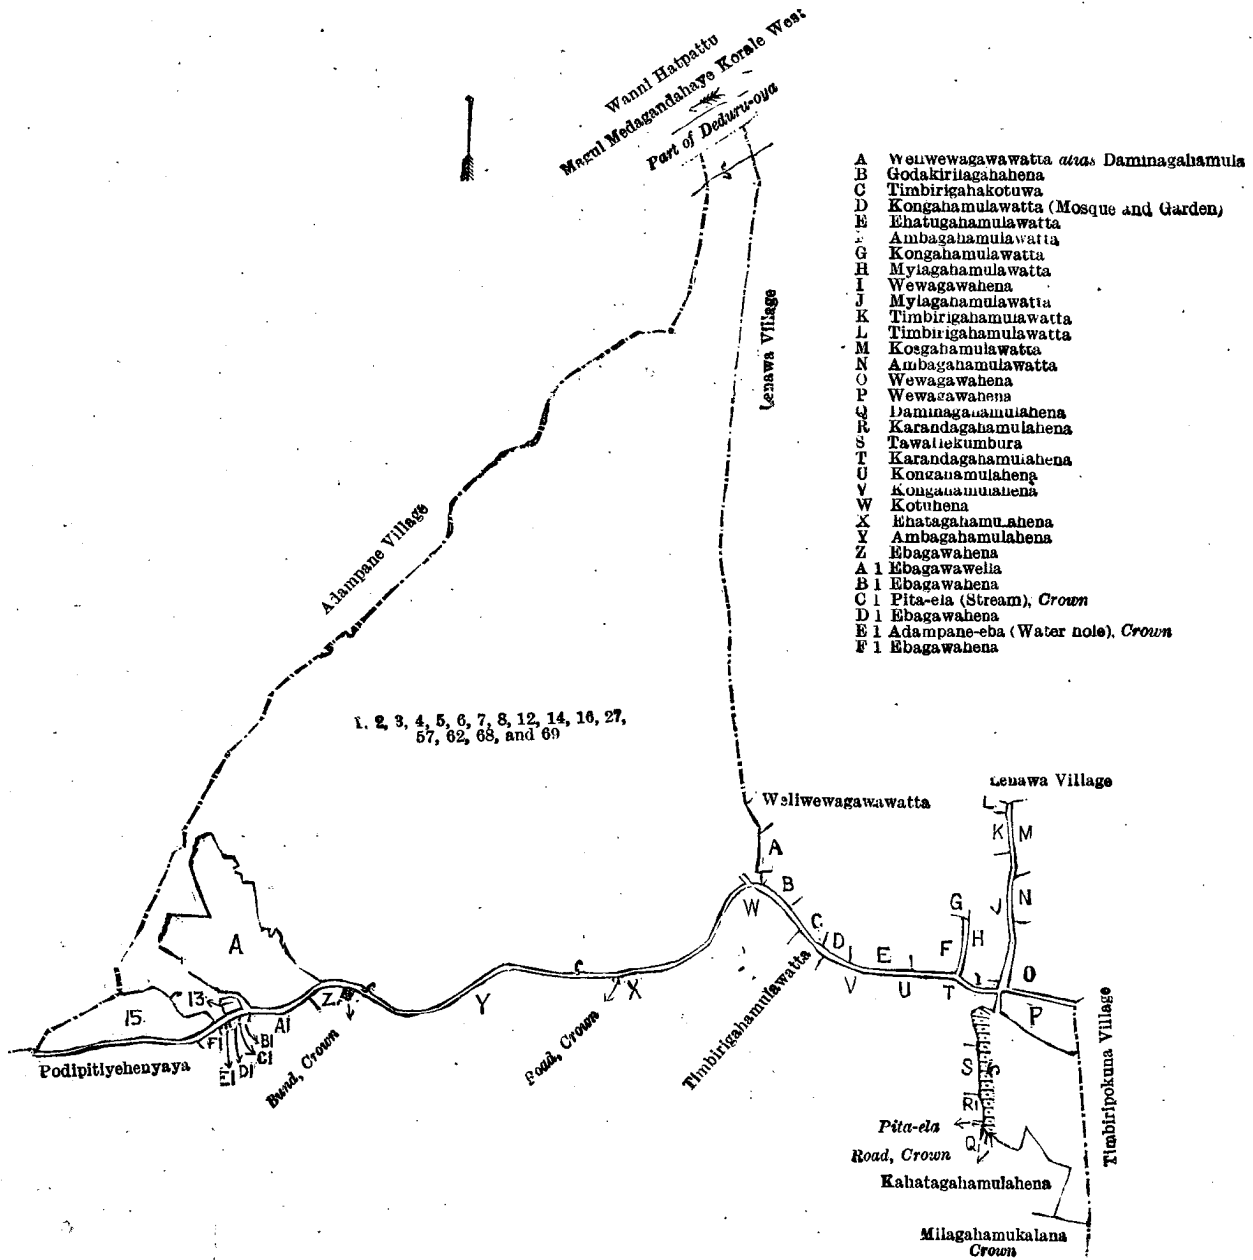 Wanni Hatpattu
Magul Medagandahaye Korale West
Part of Deduru-oya
A Weliwewagawawatta alias Daminagahamula
B Godakirilagahahena
C Timbirigahakotuwa
D Kongahamulawatta (Mosque and Garden)
E Ehatugahamulawatta
F Ambagahamulawatta
G Kongahamulawatta
H Mylagahamulawatta
I Wewagawahena
J Mylagahamulawatta
K Timbirigahamulawatta
L Timbirigahamulawatta
M Kosgahamulawatta
N Ambagahamulawatta
O Wewagawahena
P Wewagawahena
Q Daminagahamulahena
R Karandagahamulahena
S Tawallekumbura
T Karandagahamulahena
U Kongahamulahena
V Kongahamulahena
W Kotuhena
X Ehatagahamulahena
Y Ambagahamulahena
Z Ebagawahena
A 1 Ebagawawella
B 1 Ebagawahena
C 1 Pita-ela (Stream), Crown
D 1 Ebagawahena
E 1 Adampane-eba (Water hole), Crown
F 1 Ebagawahena
Lenawa Village
Adampane Village
1, 2, 3, 4, 5, 6, 7, 8, 12, 14, 16, 27,
57, 62, 68, and 69
Lenawa Village
Weliwewagawawatta
L
K M
A
B
W
J N
G
C
D
E
F H
A
I O
13
15
Z
Y
X
V U T
P
A1
F1 B1
C1
E1 D1
Podipitiyehenyaya
Bund, Crown
Road, Crown
Timbirigahamulawatta
Timbiripokuna Village
S
R
Q
Pita-ela
Road, Crown
Kahatagahamulahena
Milagahamukalana
Crown